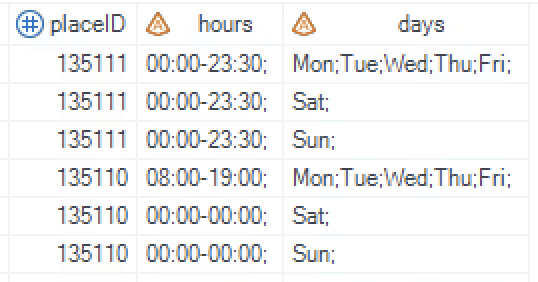 placeID hours days
135111 00:00-23:30; Mon;Tue;Wed;Thu;Fri;
135111 00:00-23:30; Sat;
135111 00:00-23:30; Sun;
135110 08:00-19:00; Mon;Tue;Wed;Thu;Fri;
135110 00:00-00:00; Sat;
135110 00:00-00:00; Sun;